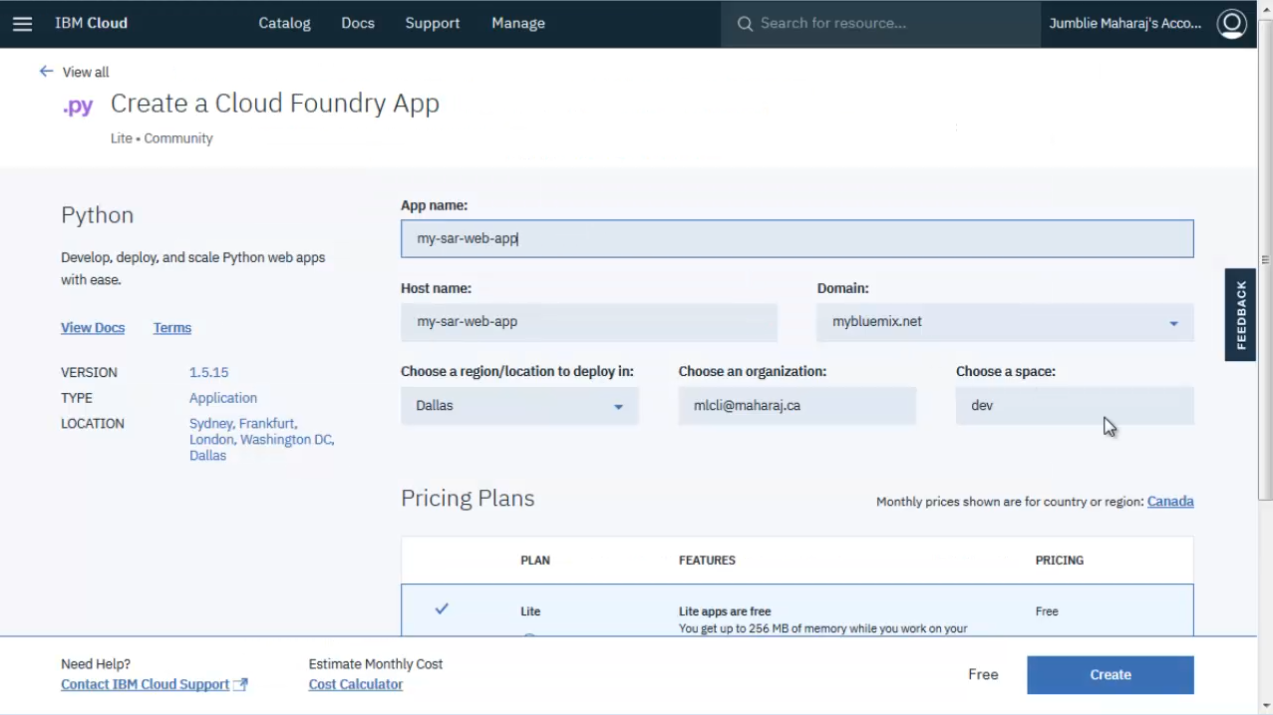 IBM Cloud Catalog Docs Support Manage Search for resource... Jumblie Maharaj's Acco...
View all
.py Create a Cloud Foundry App
Lite • Community
Python
Develop, deploy, and scale Python web apps
with ease.
View Docs Terms
VERSION 1.5.15
TYPE Application
LOCATION Sydney, Frankfurt,
London, Washington DC,
Dallas
App name:
my-sar-web-app
Host name: Domain:
my-sar-web-app mybluemix.net
Choose a region/location to deploy in: Choose an organization: Choose a space:
Dallas mlcli@maharaj.ca dev
Pricing Plans Monthly prices shown are for country or region: Canada
PLAN FEATURES PRICING
Lite Lite apps are free Free
You get up to 256 MB of memory while you work on your
FEEDBACK
Need Help? Estimate Monthly Cost
Contact IBM Cloud Support Cost Calculator Free Create